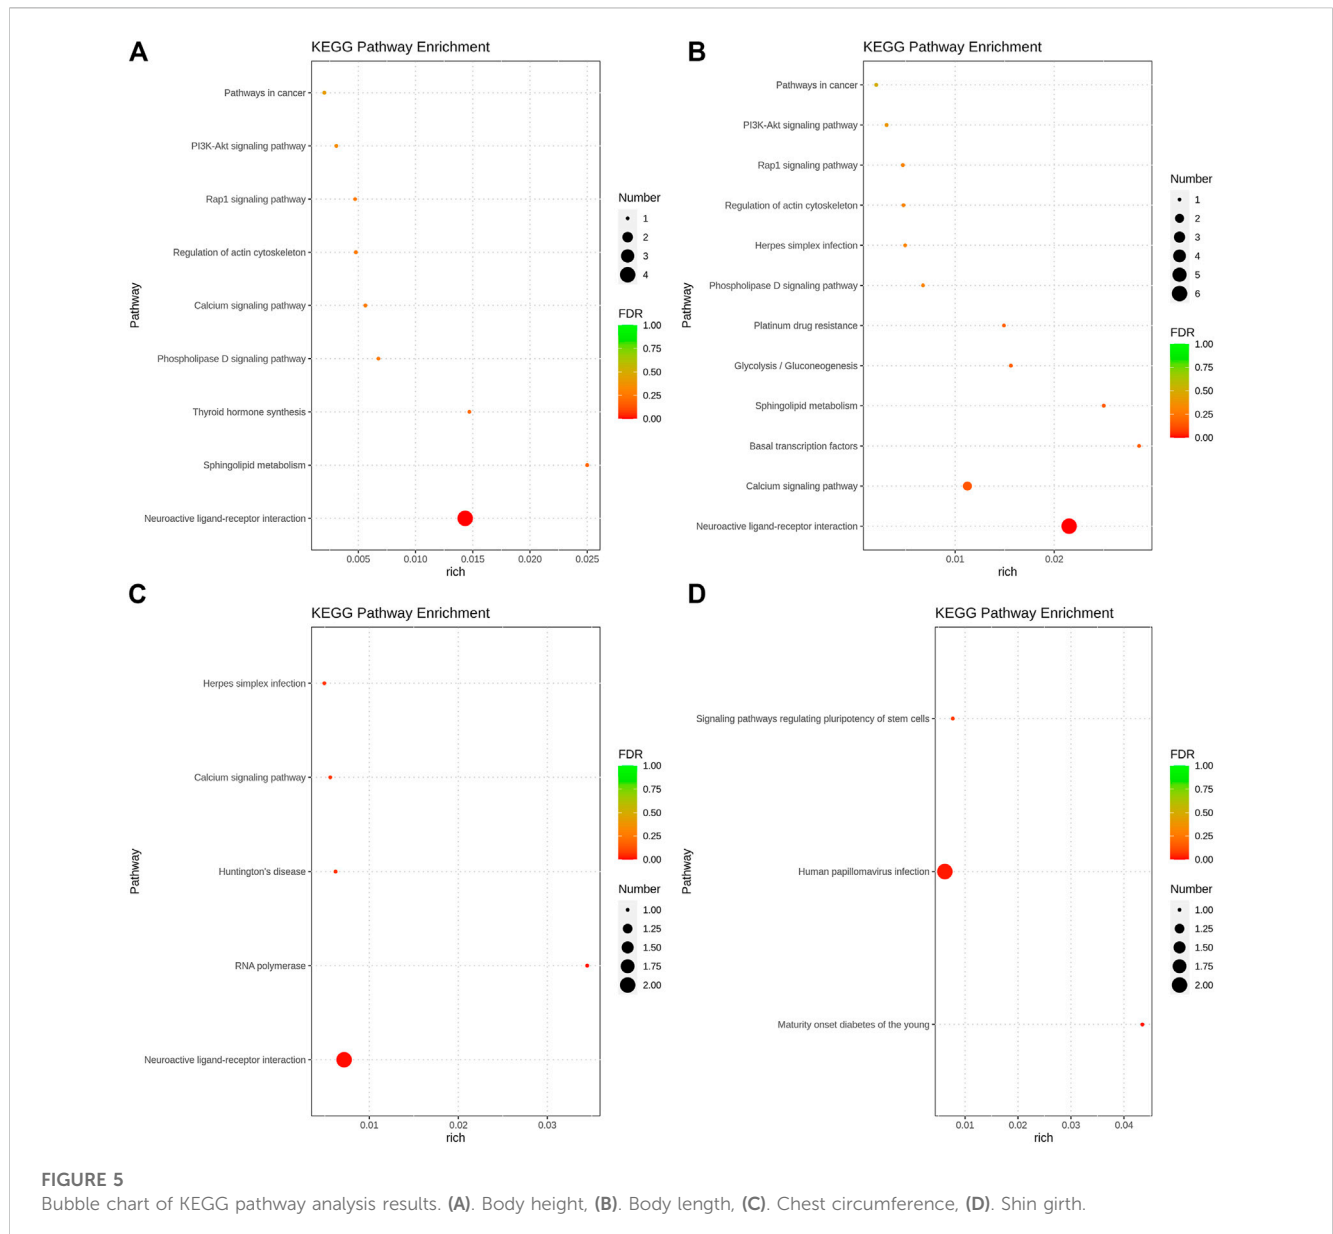 A
KEGG Pathway Enrichment
Pathways in cancer
PI3K-Akt signaling pathway
Rap1 signaling pathway
Regulation of actin cytoskeleton
Calcium signaling pathway
Phospholipase D signaling pathway
Thyroid hormone synthesis
Sphingolipid metabolism
Neuroactive ligand-receptor interaction
Pathway
0.005 0.010 0.015 0.020 0.025
rich
Number
1
2
3
4
FDR
1.00
0.75
0.50
0.25
0.00
B
KEGG Pathway Enrichment
Pathways in cancer
PI3K-Akt signaling pathway
Rap1 signaling pathway
Regulation of actin cytoskeleton
Herpes simplex infection
Phospholipase D signaling pathway
Platinum drug resistance
Glycolysis / Gluconeogenesis
Sphingolipid metabolism
Basal transcription factors
Calcium signaling pathway
Neuroactive ligand-receptor interaction
Pathway
0.01 0.02
rich
Number
1
2
3
4
5
6
FDR
1.00
0.75
0.50
0.25
0.00
C
KEGG Pathway Enrichment
Herpes simplex infection
Calcium signaling pathway
Huntington's disease
RNA polymerase
Neuroactive ligand-receptor interaction
Pathway
0.01 0.02 0.03
rich
FDR
1.00
0.75
0.50
0.25
0.00
Number
1.00
1.25
1.50
1.75
2.00
D
KEGG Pathway Enrichment
Signaling pathways regulating pluripotency of stem cells
Human papillomavirus infection
Maturity onset diabetes of the young
Pathway
0.01 0.02 0.03 0.04
rich
FDR
1.00
0.75
0.50
0.25
0.00
Number
1.00
1.25
1.50
1.75
2.00
FIGURE 5
Bubble chart of KEGG pathway analysis results. (A). Body height, (B). Body length, (C). Chest circumference, (D). Shin girth.